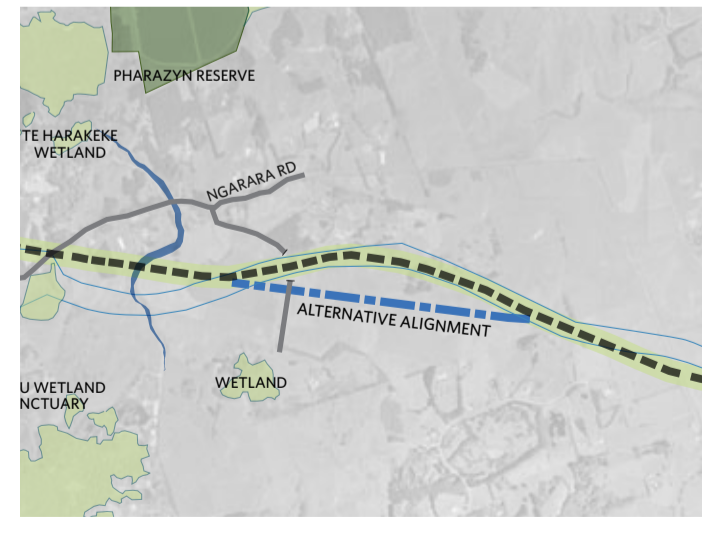 PHARAZYN RESERVE
TE HARAKEKE
WETLAND
NGARARA RD
ALTERNATIVE ALIGNMENT
WETLAND
U WETLAND
NCTUARY